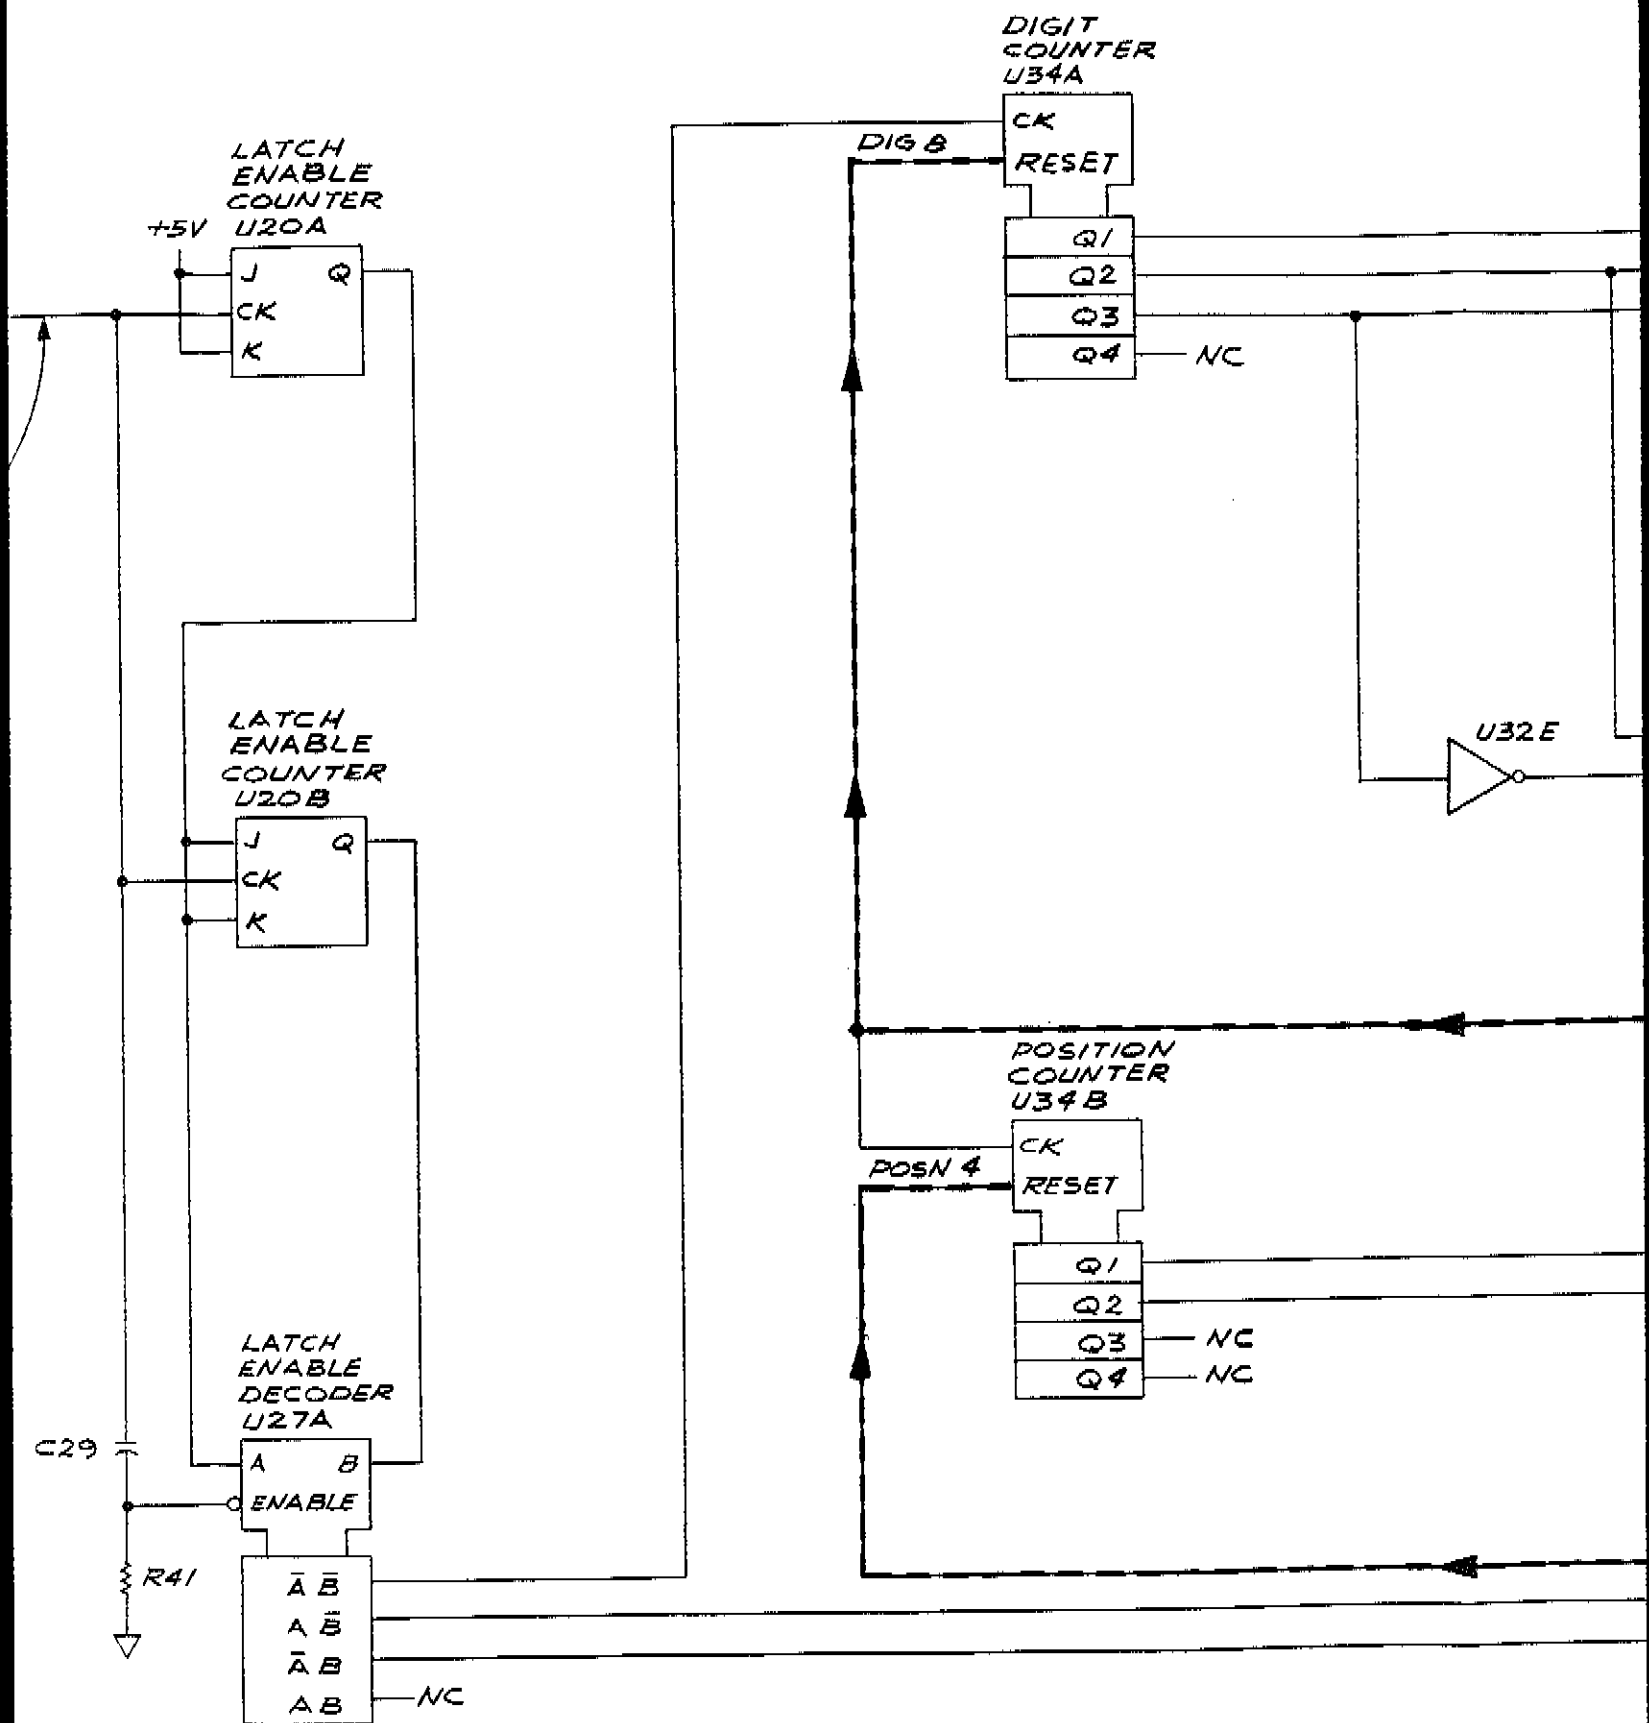 DIGIT
COUNTER
U34A
CK
DIG 8
RESET
Q1
Q2
Q3
Q4
NC
LATCH
ENABLE
COUNTER
U20A
+5V
J
Q
CK
K
U32E
LATCH
ENABLE
COUNTER
U20B
J
Q
CK
K
POSITION
COUNTER
U34B
CK
POSN 4
RESET
Q1
Q2
Q3
NC
Q4
NC
LATCH
ENABLE
DECODER
U27A
C29
A
B
ENABLE
R41
A̅ B̅
A B̅
A̅ B
A B
NC